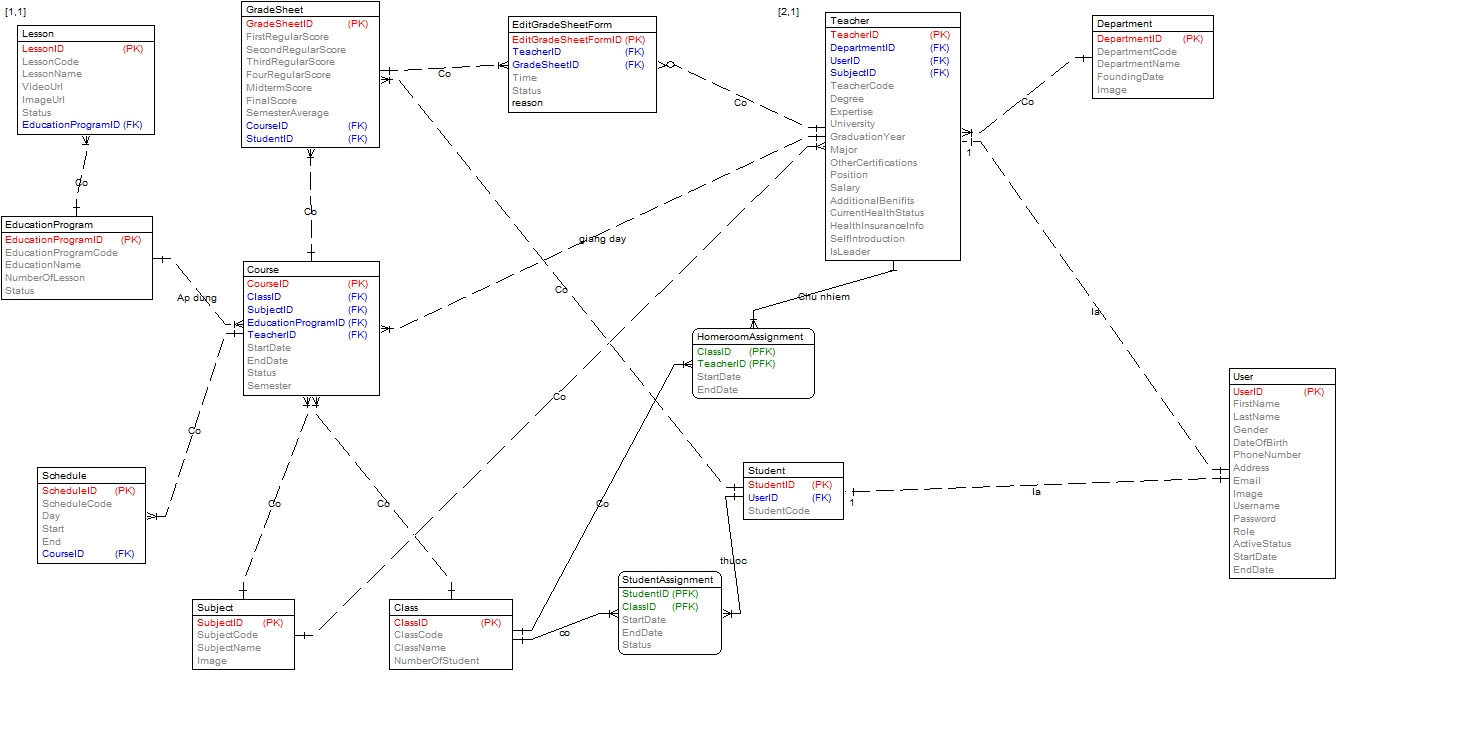 [1,1]
Lesson
LessonID (PK)
LessonCode
LessonName
VideoUrl
ImageUrl
Status
EducationProgramID (FK)
GradeSheet
GradeSheetID (PK)
FirstRegularScore
SecondRegularScore
ThirdRegularScore
FourRegularScore
MidtermScore
FinalScore
SemesterAverage
CourseID (FK)
StudentID (FK)
Co
EditGradeSheetForm
EditGradeSheetFormID (PK)
TeacherID (FK)
GradeSheetID (FK)
Time
Status
reason
Co
[2,1]
Teacher
TeacherID (PK)
DepartmentID (FK)
UserID (FK)
SubjectID (FK)
TeacherCode
Degree
Expertise
University
GraduationYear
Major
OtherCertifications
Position
Salary
AdditionalBenifits
CurrentHealthStatus
HealthInsuranceInfo
SelfIntroduction
IsLeader
1
Co
Department
DepartmentID (PK)
DepartmentCode
DepartmentName
FoundingDate
Image
Co
Co
EducationProgram
EducationProgramID (PK)
EducationProgramCode
EducationName
NumberOfLesson
Status
Ap dung
giang day
Course
CourseID (PK)
ClassID (FK)
SubjectID (FK)
EducationProgramID (FK)
TeacherID (FK)
StartDate
EndDate
Status
Semester
Co
Chu nhiem
la
HomeroomAssignment
ClassID (PFK)
TeacherID (PFK)
StartDate
EndDate
Co
User
UserID (PK)
FirstName
LastName
Gender
DateOfBirth
PhoneNumber
Address
Email
Image
Username
Password
Role
ActiveStatus
StartDate
EndDate
Co
Schedule
ScheduleID (PK)
ScheduleCode
Day
Start
End
CourseID (FK)
Co
Co
Co
Student
StudentID (PK)
UserID (FK)
StudentCode
1
la
thuoc
StudentAssignment
StudentID (PFK)
ClassID (PFK)
StartDate
EndDate
Status
Subject
SubjectID (PK)
SubjectCode
SubjectName
Image
Class
ClassID (PK)
ClassCode
ClassName
NumberOfStudent
co